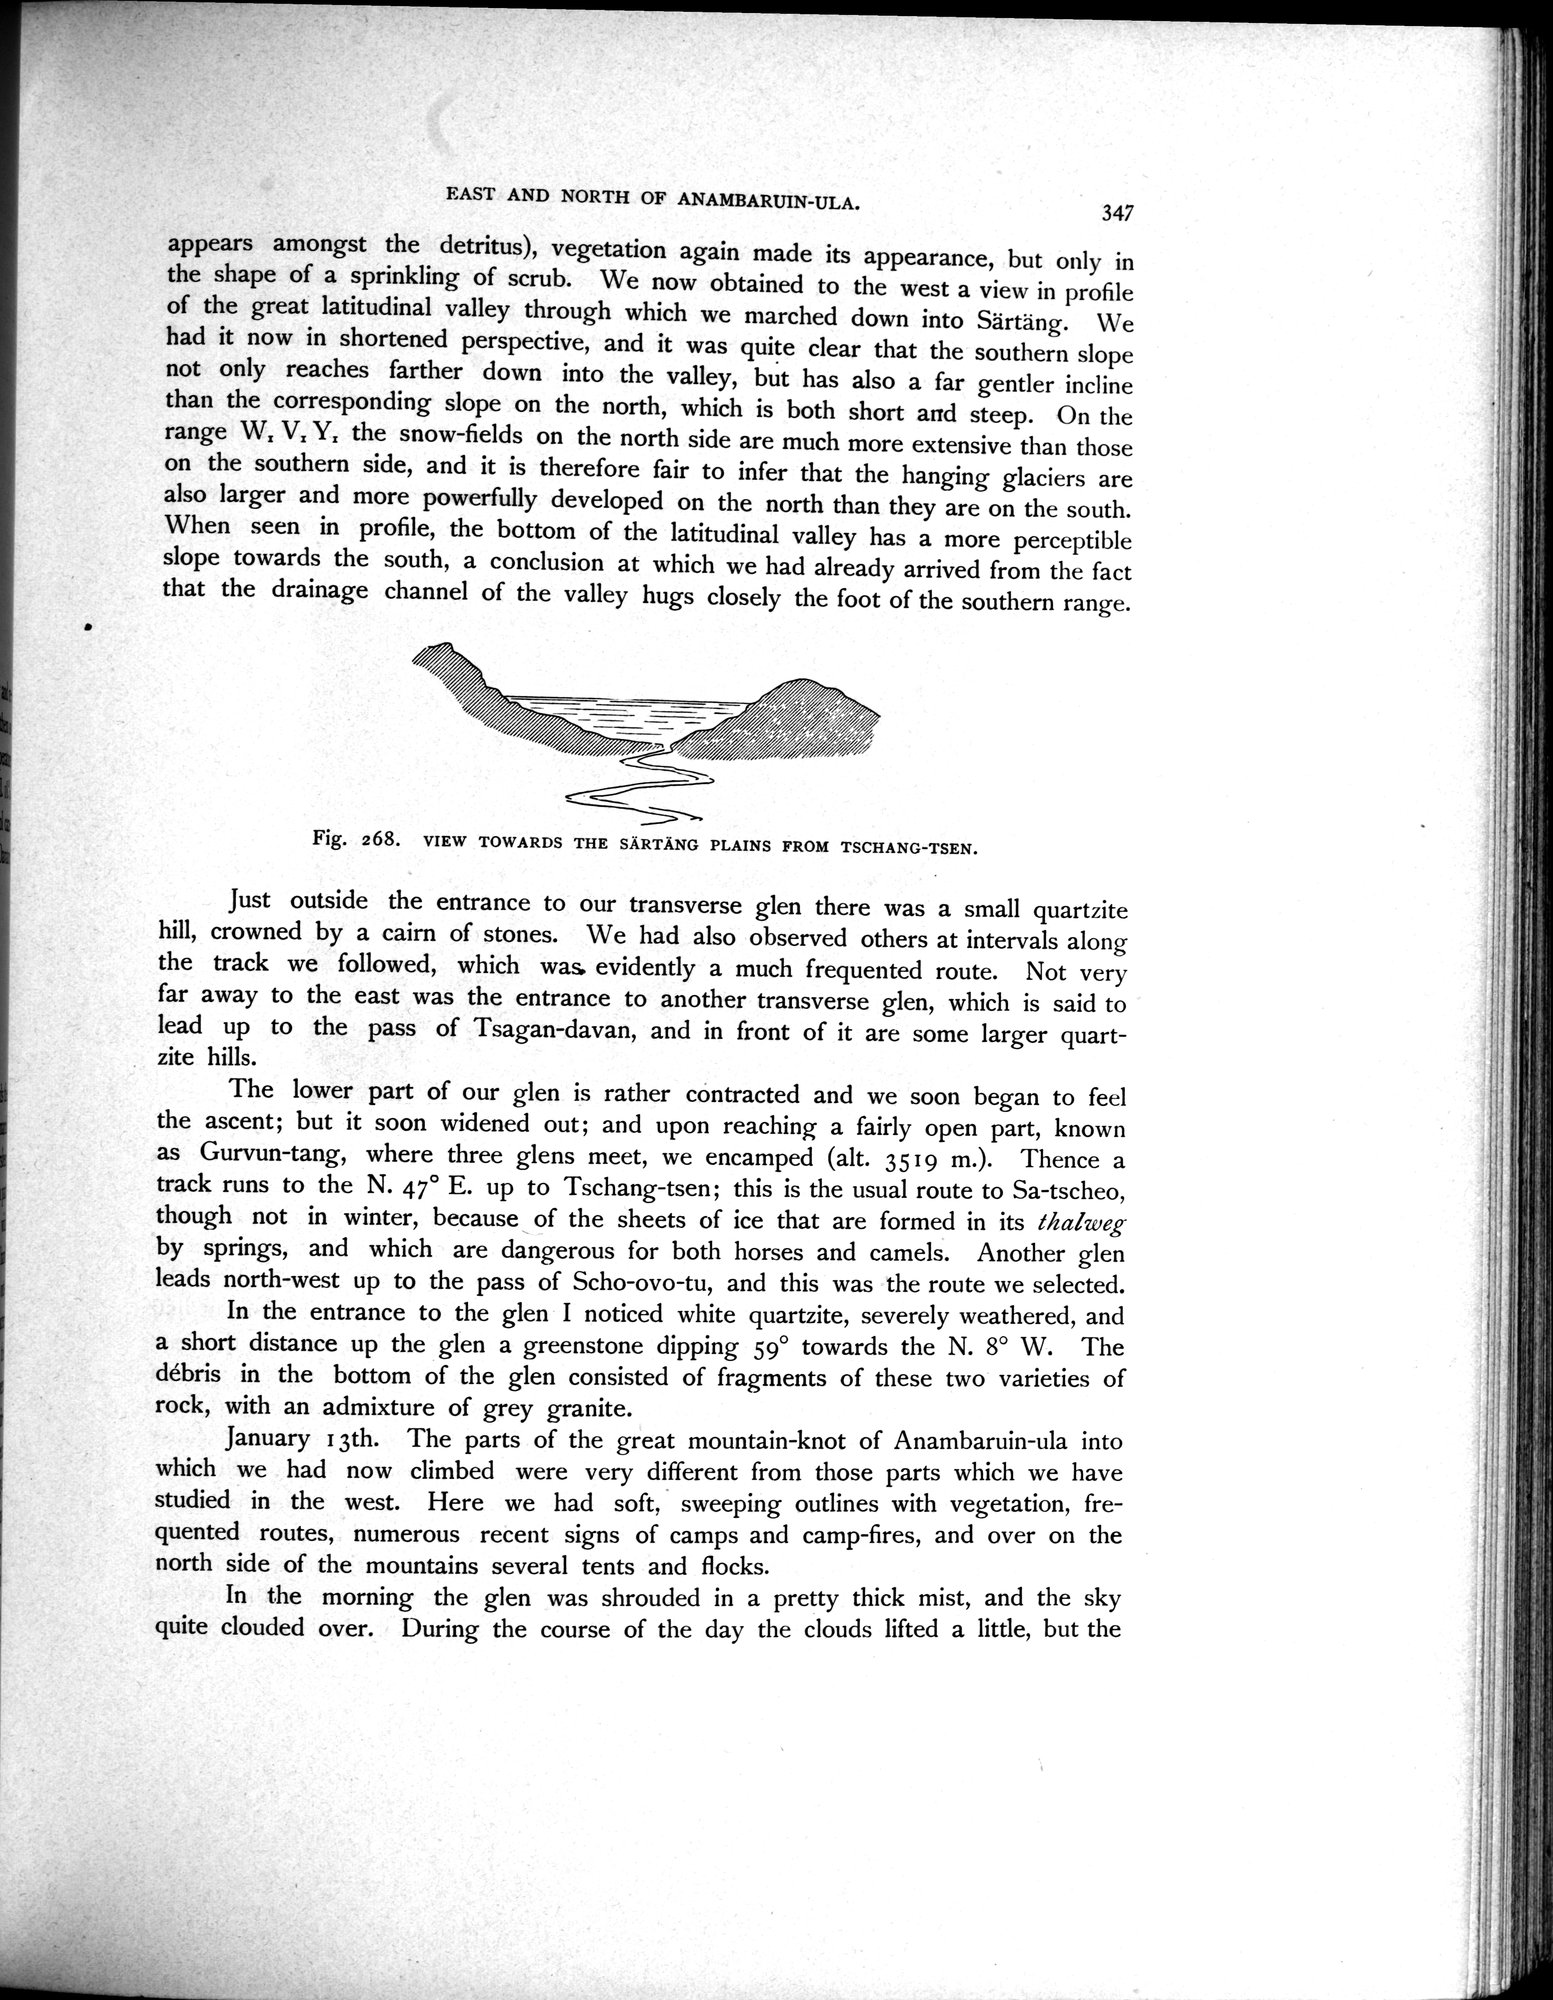 EAST AND NORTH OF ANAMBARUIN-ULA.
347
appears amongst the detritus), vegetation again made its appearance, but only in
the shape of a sprinkling of scrub. We now obtained to the west a view in profile
of the great latitudinal valley through which we marched down into Särtäng. We
had it now in shortened perspective, and it was quite clear that the southern slope
not only reaches farther down into the valley, but has also a far gentler incline
than the corresponding slope on the north, which is both short and steep. On the
range W₁ V₁ Y₁ the snow-fields on the north side are much more extensive than those
on the southern side, and it is therefore fair to infer that the hanging glaciers are
also larger and more powerfully developed on the north than they are on the south.
When seen in profile, the bottom of the latitudinal valley has a more perceptible
slope towards the south, a conclusion at which we had already arrived from the fact
that the drainage channel of the valley hugs closely the foot of the southern range.
Fig. 268. VIEW TOWARDS THE SÄRTÄNG PLAINS FROM TSCHANG-TSEN.
Just outside the entrance to our transverse glen there was a small quartzite
hill, crowned by a cairn of stones. We had also observed others at intervals along
the track we followed, which was evidently a much frequented route. Not very
far away to the east was the entrance to another transverse glen, which is said to
lead up to the pass of Tsagan-davan, and in front of it are some larger quart-
zite hills.
The lower part of our glen is rather contracted and we soon began to feel
the ascent; but it soon widened out; and upon reaching a fairly open part, known
as Gurvun-tang, where three glens meet, we encamped (alt. 3519 m.). Thence a
track runs to the N. 47° E. up to Tschang-tsen; this is the usual route to Sa-tscheo,
though not in winter, because of the sheets of ice that are formed in its thalweg
by springs, and which are dangerous for both horses and camels. Another glen
leads north-west up to the pass of Scho-ovo-tu, and this was the route we selected.
In the entrance to the glen I noticed white quartzite, severely weathered, and
a short distance up the glen a greenstone dipping 59° towards the N. 8° W. The
débris in the bottom of the glen consisted of fragments of these two varieties of
rock, with an admixture of grey granite.
January 13th. The parts of the great mountain-knot of Anambaruin-ula into
which we had now climbed were very different from those parts which we have
studied in the west. Here we had soft, sweeping outlines with vegetation, fre-
quented routes, numerous recent signs of camps and camp-fires, and over on the
north side of the mountains several tents and flocks.
In the morning the glen was shrouded in a pretty thick mist, and the sky
quite clouded over. During the course of the day the clouds lifted a little, but the